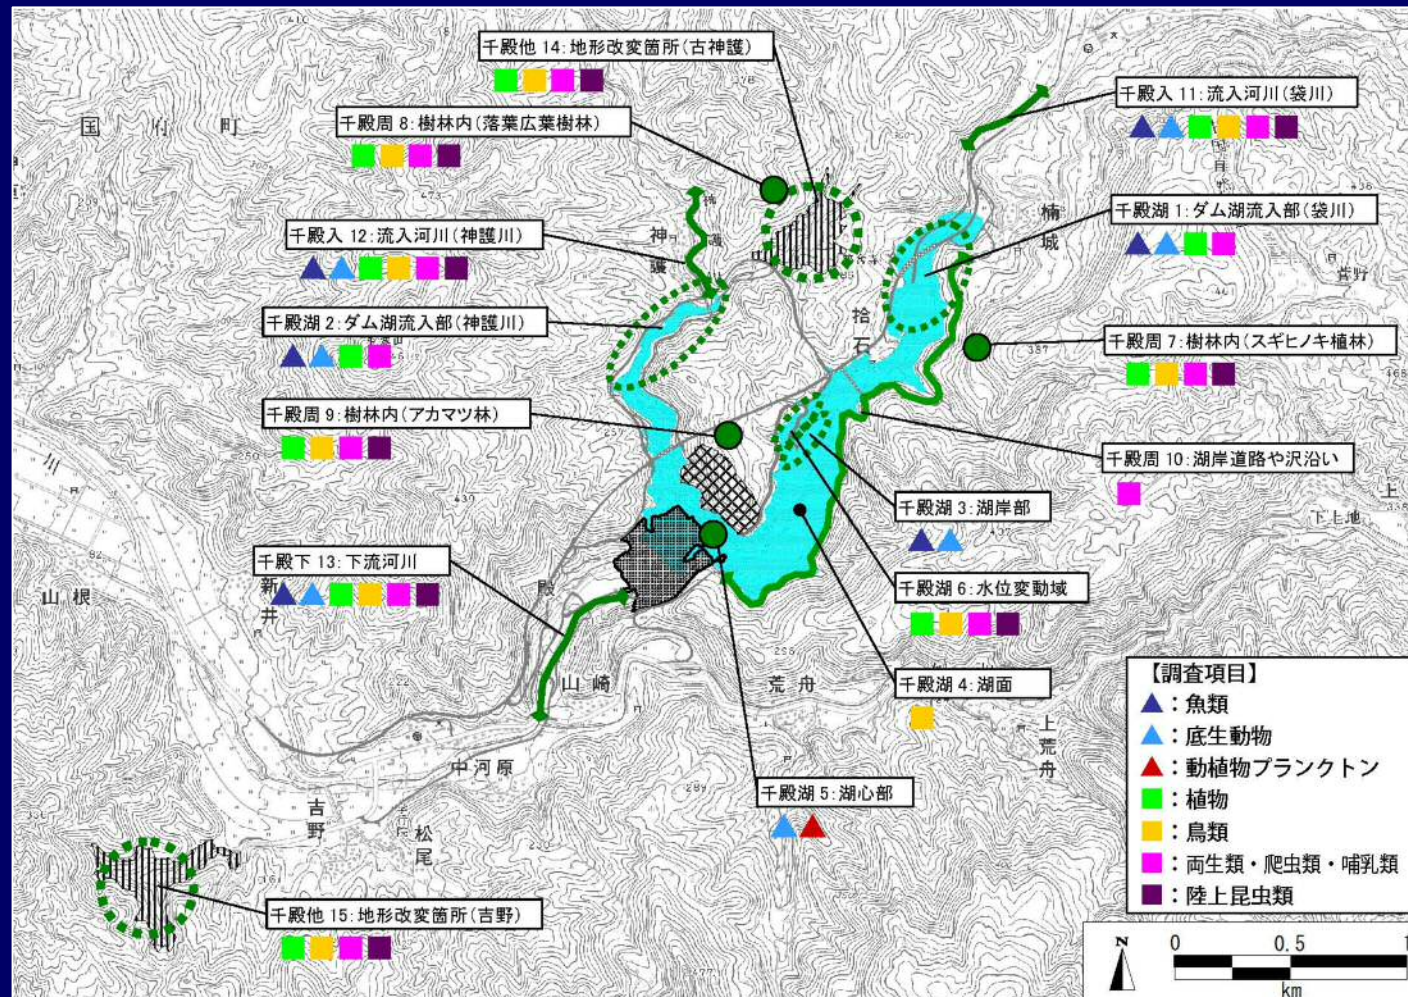 千殿他 14:地形改変箇所(古神護)
千殿周 8:樹林内(落葉広葉樹林)
千殿入 11:流入河川(袋川)
国府町
千殿湖 1:ダム湖流入部(袋川)
楠城
千殿入 12:流入河川(神護川)
神護
菅野
千殿湖 2:ダム湖流入部(神護川)
拾石
千殿周 7:樹林内(スギヒノキ植林)
387
468
千殿周 9:樹林内(アカマツ林)
千殿周 10:湖岸道路や沢沿い
川
439
上
下上地
千殿湖 3:湖岸部
千殿下 13:下流河川
殿
千殿湖 6:水位変動域
新井
山根
山崎
荒舟
千殿湖 4:湖面
上荒舟
中河原
千殿湖 5:湖心部
吉野
松尾
千殿他 15:地形改変箇所(吉野)
【調査項目】
:魚類
:底生動物
:動植物プランクトン
:植物
:鳥類
:両生類・爬虫類・哺乳類
:陸上昆虫類
N
0 0.5 1
km